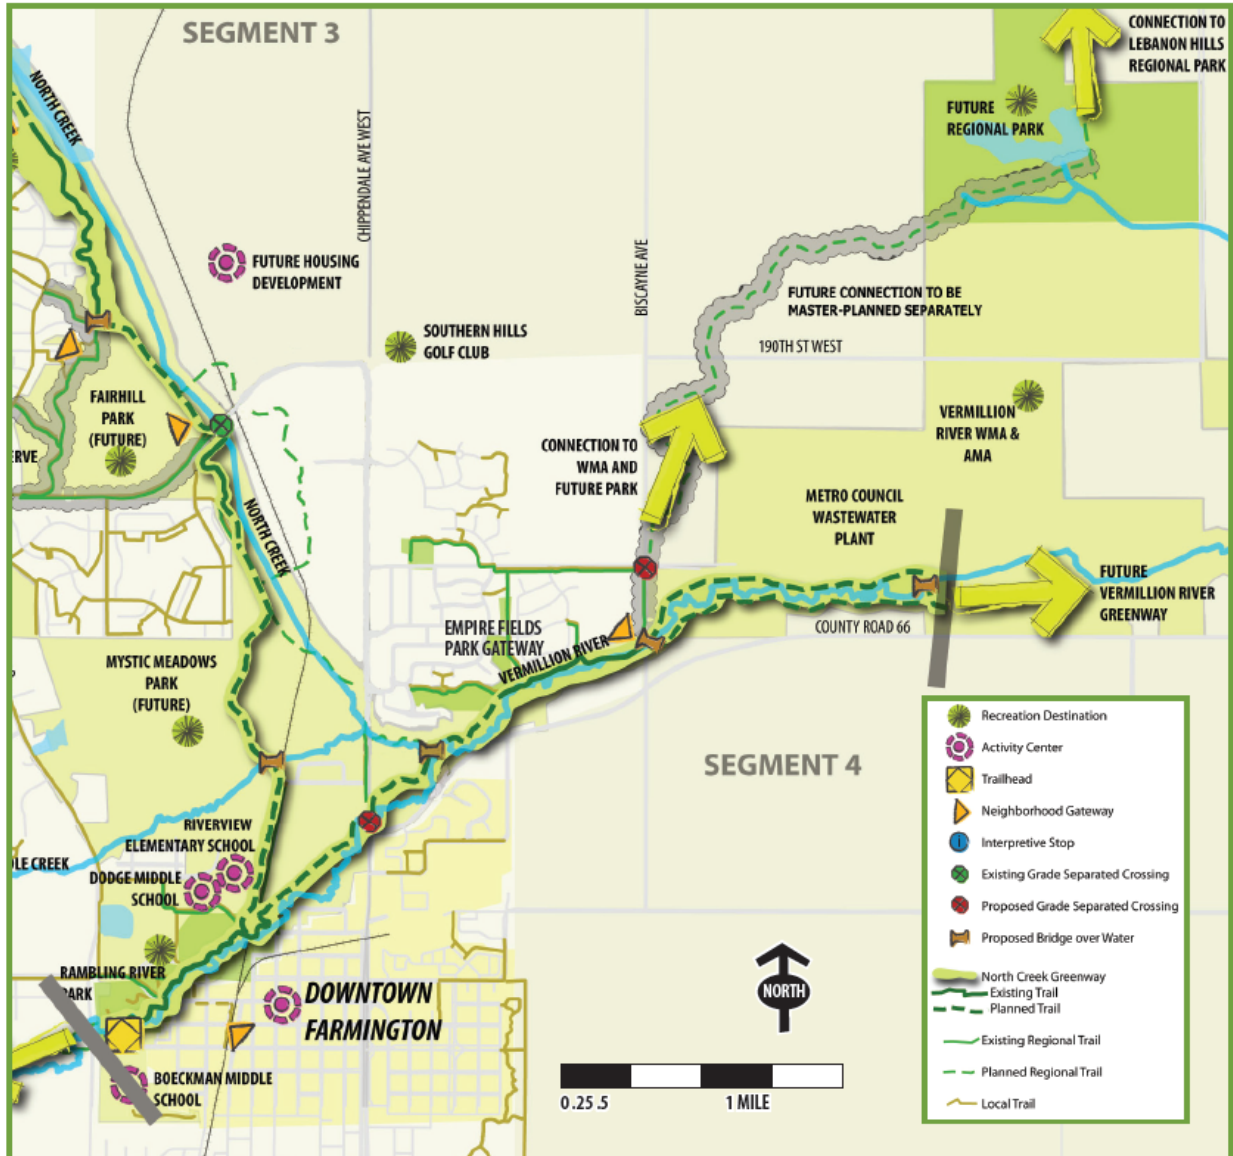 SEGMENT 3
CONNECTION TO
LEBANON HILLS
REGIONAL PARK
NORTH CREEK
FUTURE
REGIONAL PARK
CHIPPENDALE AVE WEST
FUTURE HOUSING
DEVELOPMENT
BISCAYNE AVE
FUTURE CONNECTION TO BE
MASTER-PLANNED SEPARATELY
SOUTHERN HILLS
GOLF CLUB
190TH ST WEST
FAIRHILL
PARK
(FUTURE)
ERVE
VERMILLION
RIVER WMA &
AMA
CONNECTION TO
WMA AND
FUTURE PARK
METRO COUNCIL
WASTEWATER
PLANT
NORTH CREEK
FUTURE
VERMILLION RIVER
GREENWAY
EMPIRE FIELDS
PARK GATEWAY
VERMILLION RIVER
COUNTY ROAD 66
MYSTIC MEADOWS
PARK
(FUTURE)
SEGMENT 4
RIVERVIEW
ELEMENTARY SCHOOL
DLE CREEK
DODGE MIDDLE
SCHOOL
RAMBLING RIVER
PARK
DOWNTOWN
FARMINGTON
NORTH
BOECKMAN MIDDLE
SCHOOL
0 .25 .5 1 MILE
Recreation Destination
Activity Center
Trailhead
Neighborhood Gateway
Interpretive Stop
Existing Grade Separated Crossing
Proposed Grade Separated Crossing
Proposed Bridge over Water
North Creek Greenway
Existing Trail
Planned Trail
Existing Regional Trail
Planned Regional Trail
Local Trail